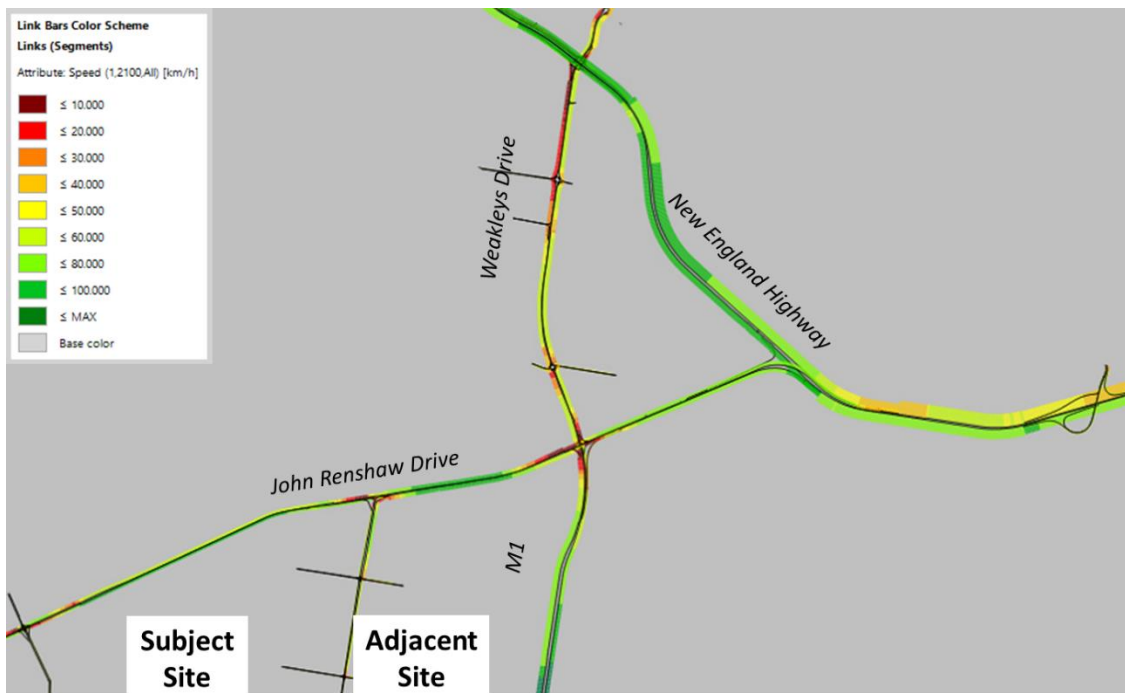 Link Bars Color Scheme
Links (Segments)
Attribute: Speed (1,2100,All) [km/h]
≤ 10.000
≤ 20.000
≤ 30.000
≤ 40.000
≤ 50.000
≤ 60.000
≤ 80.000
≤ 100.000
≤ MAX
Base color
Weakleys Drive
New England Highway
John Renshaw Drive
M1
Subject
Site
Adjacent
Site